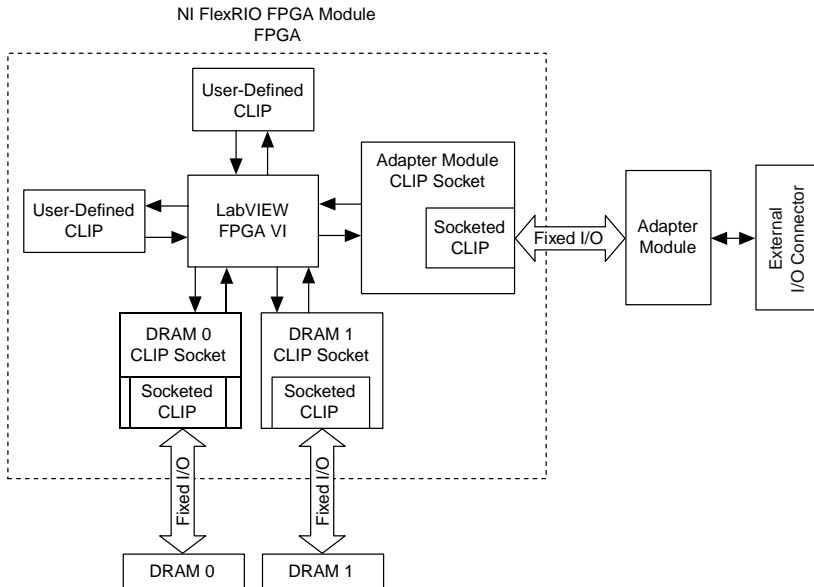 NI FlexRIO FPGA Module
FPGA
User-Defined
CLIP
User-Defined
CLIP
LabVIEW
FPGA VI
Adapter Module
CLIP Socket
Socketed
CLIP
Fixed I/O
Adapter
Module
External
I/O Connector
DRAM 0
CLIP Socket
Socketed
CLIP
DRAM 1
CLIP Socket
Socketed
CLIP
Fixed I/O
Fixed I/O
DRAM 0
DRAM 1